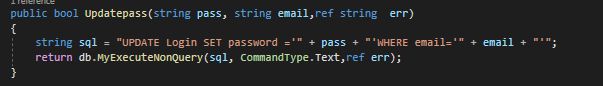 1 reference
public bool Updatepass(string pass, string email,ref string  err)
{
    string sql = "UPDATE Login SET password ='" + pass + "'WHERE email='" + email + "'";
    return db.MyExecuteNonQuery(sql, CommandType.Text,ref err);
}